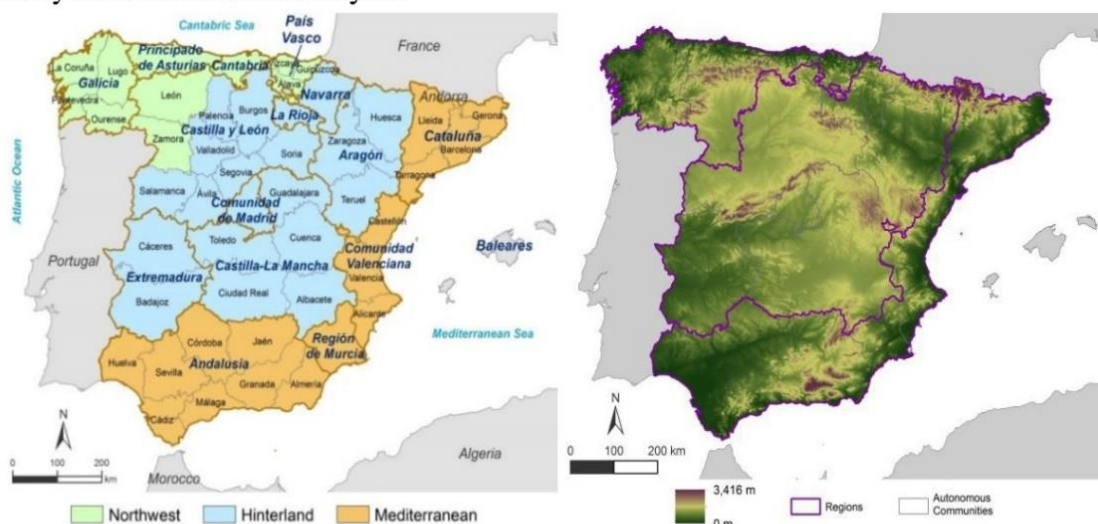 Cantabric Sea
País
Vasco
France
La Coruña
Lugo
Galicia
Pontevedra
Ourense
Principado
de Asturias
Cantabria
Vizcaya
Guipúzcoa
Álava
Navarra
Andorra
León
Palencia
Burgos
La Rioja
Huesca
Lleida
Gerona
Cataluña
Barcelona
Tarragona
Zamora
Castilla y León
Valladolid
Soria
Zaragoza
Aragón
Segovia
Salamanca
Ávila
Guadalajara
Comunidad
de Madrid
Teruel
Castellón
Atlantic Ocean
Portugal
Cáceres
Toledo
Cuenca
Comunidad
Valenciana
Valencia
Baleares
Extremadura
Castilla-La Mancha
Badajoz
Ciudad Real
Albacete
Alicante
Mediterranean Sea
Región
de Murcia
Huelva
Córdoba
Jaén
Andalusia
Sevilla
Granada
Almería
Málaga
Cádiz
N
0 100 200
km
Morocco
Algeria
Northwest
Hinterland
Mediterranean
N
0 100 200 km
3,416 m
0 m
Regions
Autonomous
Communities